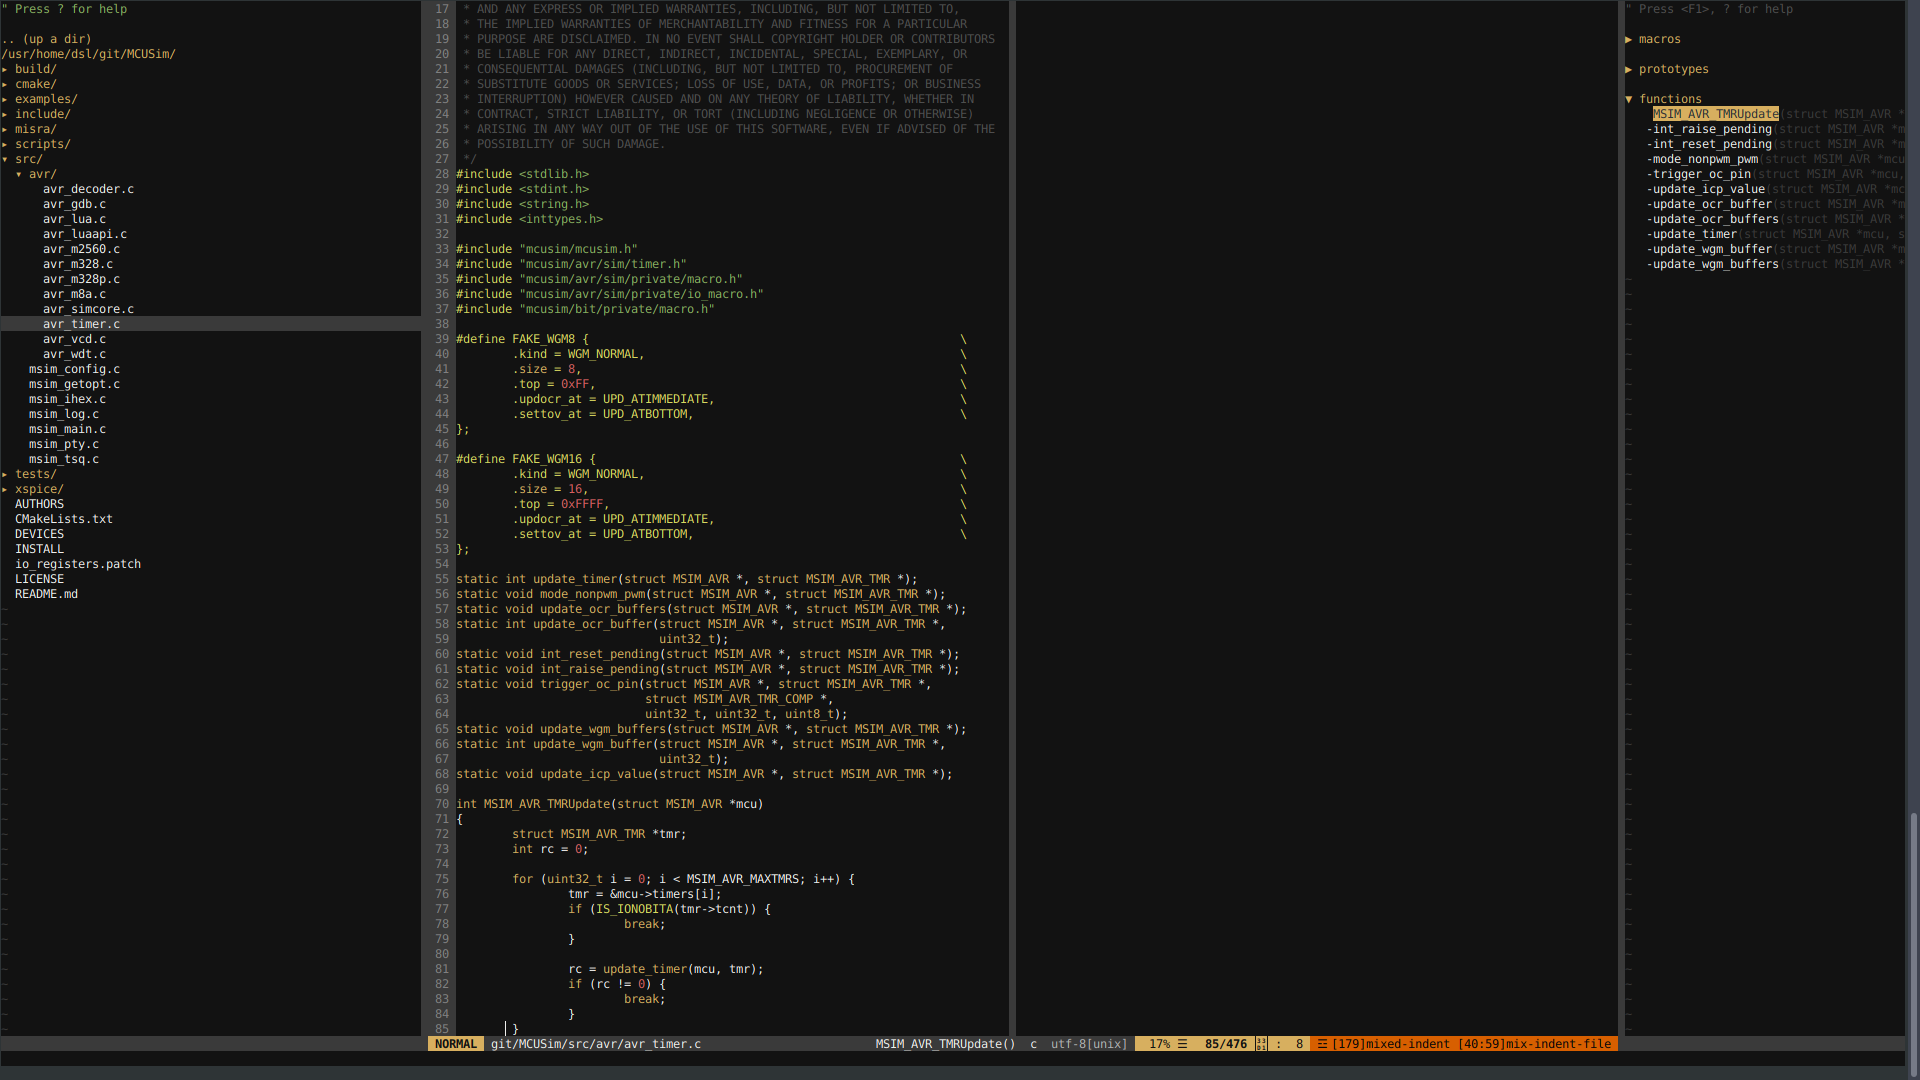 " Press ? for help
.. (up a dir)
/usr/home/dsl/git/MCUSim/
▸ build/
▸ cmake/
▸ examples/
▸ include/
▸ misra/
▸ scripts/
▾ src/
▾ avr/
avr_decoder.c
avr_gdb.c
avr_lua.c
avr_luaapi.c
avr_m2560.c
avr_m328.c
avr_m328p.c
avr_m8a.c
avr_simcore.c
avr_timer.c
avr_vcd.c
avr_wdt.c
msim_config.c
msim_getopt.c
msim_ihex.c
msim_log.c
msim_main.c
msim_pty.c
msim_tsq.c
▸ tests/
▸ xspice/
AUTHORS
CMakeLists.txt
DEVICES
INSTALL
io_registers.patch
LICENSE
README.md
17 * AND ANY EXPRESS OR IMPLIED WARRANTIES, INCLUDING, BUT NOT LIMITED TO,
18 * THE IMPLIED WARRANTIES OF MERCHANTABILITY AND FITNESS FOR A PARTICULAR
19 * PURPOSE ARE DISCLAIMED. IN NO EVENT SHALL COPYRIGHT HOLDER OR CONTRIBUTORS
20 * BE LIABLE FOR ANY DIRECT, INDIRECT, INCIDENTAL, SPECIAL, EXEMPLARY, OR
21 * CONSEQUENTIAL DAMAGES (INCLUDING, BUT NOT LIMITED TO, PROCUREMENT OF
22 * SUBSTITUTE GOODS OR SERVICES; LOSS OF USE, DATA, OR PROFITS; OR BUSINESS
23 * INTERRUPTION) HOWEVER CAUSED AND ON ANY THEORY OF LIABILITY, WHETHER IN
24 * CONTRACT, STRICT LIABILITY, OR TORT (INCLUDING NEGLIGENCE OR OTHERWISE)
25 * ARISING IN ANY WAY OUT OF THE USE OF THIS SOFTWARE, EVEN IF ADVISED OF THE
26 * POSSIBILITY OF SUCH DAMAGE.
27 */
28 #include <stdlib.h>
29 #include <stdint.h>
30 #include <string.h>
31 #include <inttypes.h>
32
33 #include "mcusim/mcusim.h"
34 #include "mcusim/avr/sim/timer.h"
35 #include "mcusim/avr/sim/private/macro.h"
36 #include "mcusim/avr/sim/private/io_macro.h"
37 #include "mcusim/bit/private/macro.h"
38
39 #define FAKE_WGM8 { \
40 .kind = WGM_NORMAL, \
41 .size = 8, \
42 .top = 0xFF, \
43 .updocr_at = UPD_ATIMMEDIATE, \
44 .settov_at = UPD_ATBOTTOM, \
45 };
46
47 #define FAKE_WGM16 { \
48 .kind = WGM_NORMAL, \
49 .size = 16, \
50 .top = 0xFFFF, \
51 .updocr_at = UPD_ATIMMEDIATE, \
52 .settov_at = UPD_ATBOTTOM, \
53 };
54
55 static int update_timer(struct MSIM_AVR *, struct MSIM_AVR_TMR *);
56 static void mode_nonpwm_pwm(struct MSIM_AVR *, struct MSIM_AVR_TMR *);
57 static void update_ocr_buffers(struct MSIM_AVR *, struct MSIM_AVR_TMR *);
58 static int update_ocr_buffer(struct MSIM_AVR *, struct MSIM_AVR_TMR *,
59 uint32_t);
60 static void int_reset_pending(struct MSIM_AVR *, struct MSIM_AVR_TMR *);
61 static void int_raise_pending(struct MSIM_AVR *, struct MSIM_AVR_TMR *);
62 static void trigger_oc_pin(struct MSIM_AVR *, struct MSIM_AVR_TMR *,
63 struct MSIM_AVR_TMR_COMP *,
64 uint32_t, uint32_t, uint8_t);
65 static void update_wgm_buffers(struct MSIM_AVR *, struct MSIM_AVR_TMR *);
66 static int update_wgm_buffer(struct MSIM_AVR *, struct MSIM_AVR_TMR *,
67 uint32_t);
68 static void update_icp_value(struct MSIM_AVR *, struct MSIM_AVR_TMR *);
69
70 int MSIM_AVR_TMRUpdate(struct MSIM_AVR *mcu)
71 {
72 struct MSIM_AVR_TMR *tmr;
73 int rc = 0;
74
75 for (uint32_t i = 0; i < MSIM_AVR_MAXTMRS; i++) {
76 tmr = &mcu->timers[i];
77 if (IS_IONOBITA(tmr->tcnt)) {
78 break;
79 }
80
81 rc = update_timer(mcu, tmr);
82 if (rc != 0) {
83 break;
84 }
85 }
" Press <F1>, ? for help
▶ macros
▶ prototypes
▼ functions
MSIM_AVR_TMRUpdate(struct MSIM_AVR *
-int_raise_pending(struct MSIM_AVR *m
-int_reset_pending(struct MSIM_AVR *m
-mode_nonpwm_pwm(struct MSIM_AVR *mcu
-trigger_oc_pin(struct MSIM_AVR *mcu,
-update_icp_value(struct MSIM_AVR *mc
-update_ocr_buffer(struct MSIM_AVR *m
-update_ocr_buffers(struct MSIM_AVR *
-update_timer(struct MSIM_AVR *mcu, s
-update_wgm_buffer(struct MSIM_AVR *m
-update_wgm_buffers(struct MSIM_AVR *
NORMAL git/MCUSim/src/avr/avr_timer.c MSIM_AVR_TMRUpdate() c utf-8[unix] 17% ☰ 85/476 : 8 ☲ [179]mixed-indent [40:59]mix-indent-file